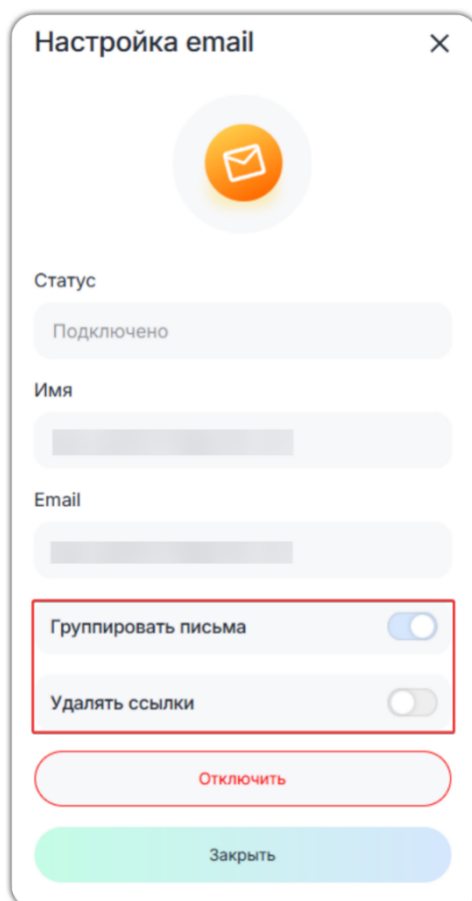 Настройка email
Статус
Подключено
Имя
Email
Группировать письма
Удалять ссылки
Отключить
Закрыть